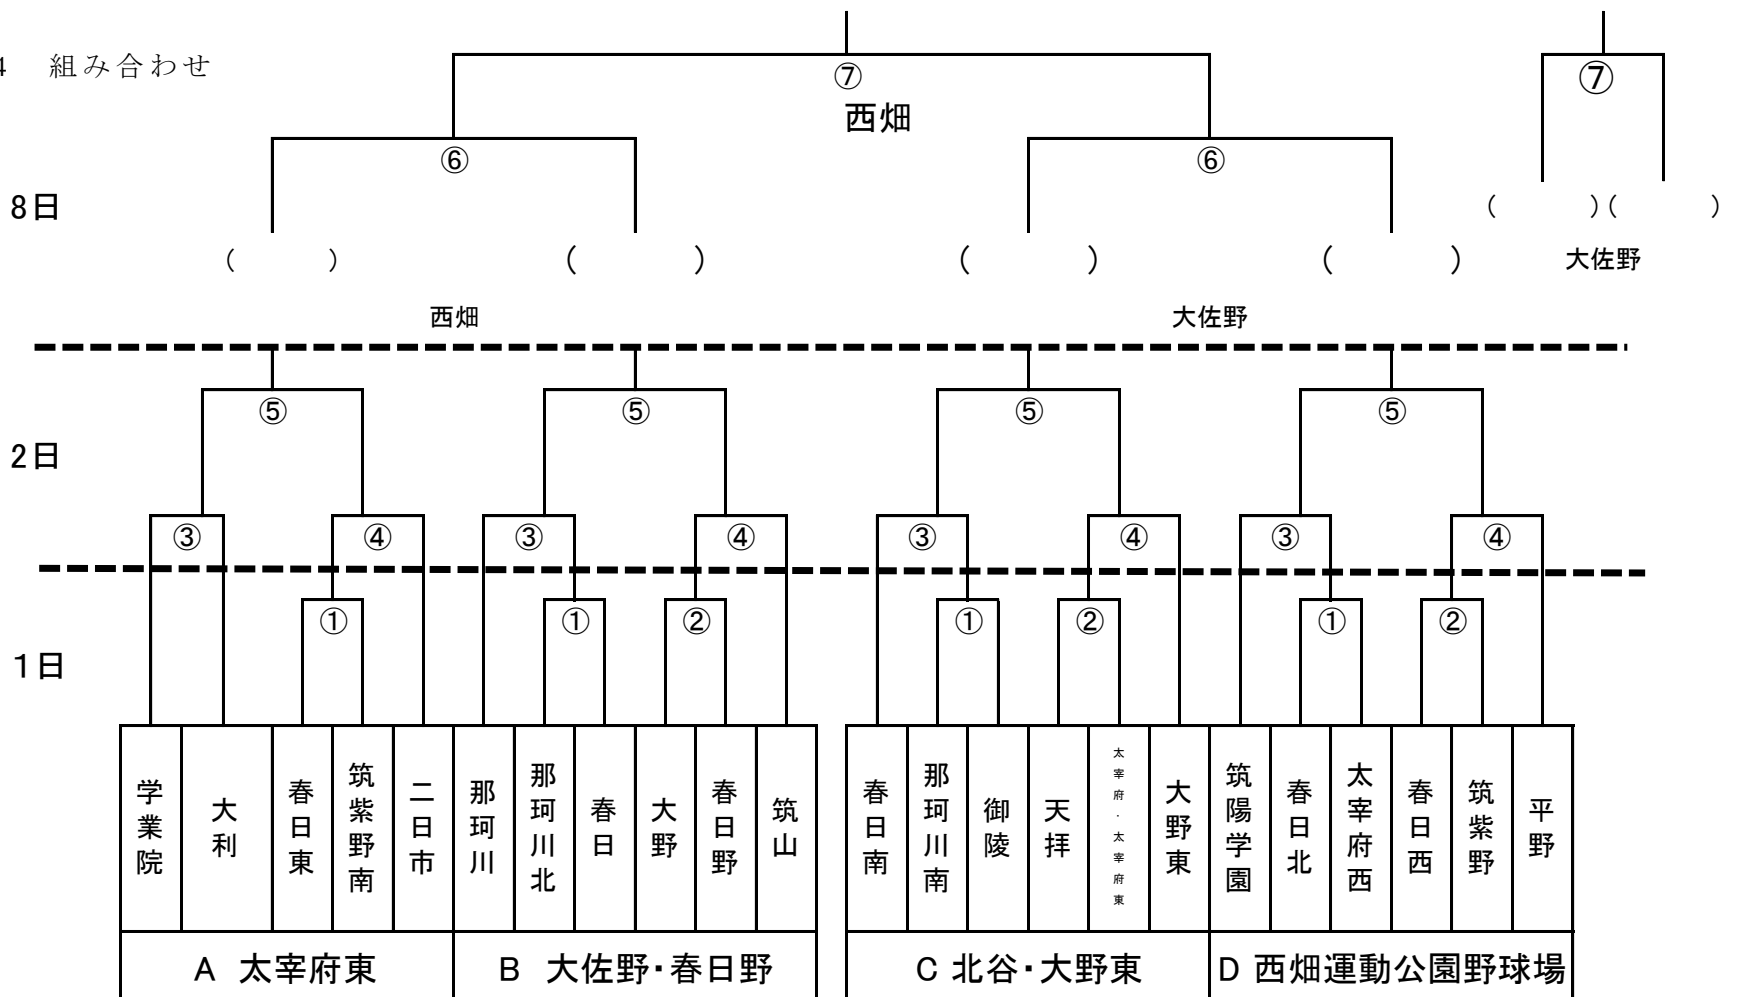 4　組み合わせ
⑦ ⑦
西畑
⑥ ⑥
8日
(　　) (　　)
(　　) (　　) (　　) (　　) 大佐野
西畑 大佐野
⑤ ⑤ ⑤ ⑤
2日
③ ④ ③ ④ ③ ④ ③ ④
① ① ② ① ② ① ②
1日
学業院
大利
春日東
筑紫野南
二日市
那珂川
那珂川北
春日
大野
春日野
筑山
春日南
那珂川南
御陵
天拝
太宰府・太宰府東
大野東
筑陽学園
春日北
太宰府西
春日西
筑紫野
平野
A 太宰府東
B 大佐野・春日野
C 北谷・大野東
D 西畑運動公園野球場